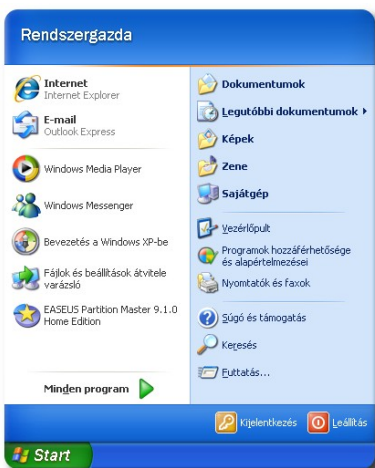 Rendszergazda
Internet
Internet Explorer
E-mail
Outlook Express
Windows Media Player
Windows Messenger
Bevezetés a Windows XP-be
Fájlok és beállítások átvitele
varázsló
EASEUS Partition Master 9.1.0
Home Edition
Minden program
Dokumentumok
Legutóbbi dokumentumok
Képek
Zene
Sajátgép
Vezérlőpult
Programok hozzáférhetősége
és alapértelmezései
Nyomtatók és faxok
Súgó és támogatás
Keresés
Futtatás...
Kijelentkezés
Leállítás
Start